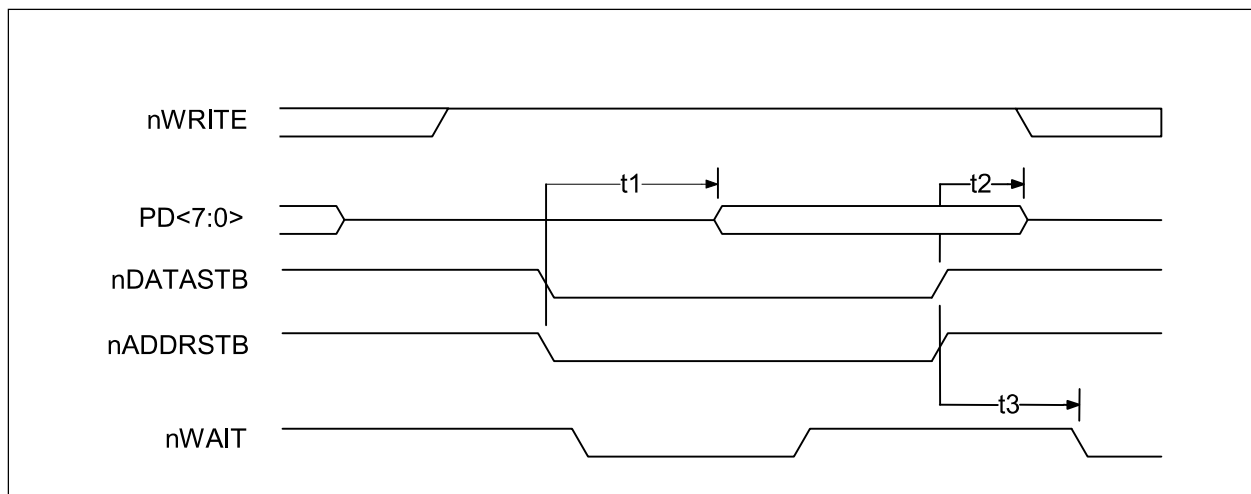 nWRITE
t1
t2
PD<7:0>
nDATASTB
nADDRSTB
t3
nWAIT